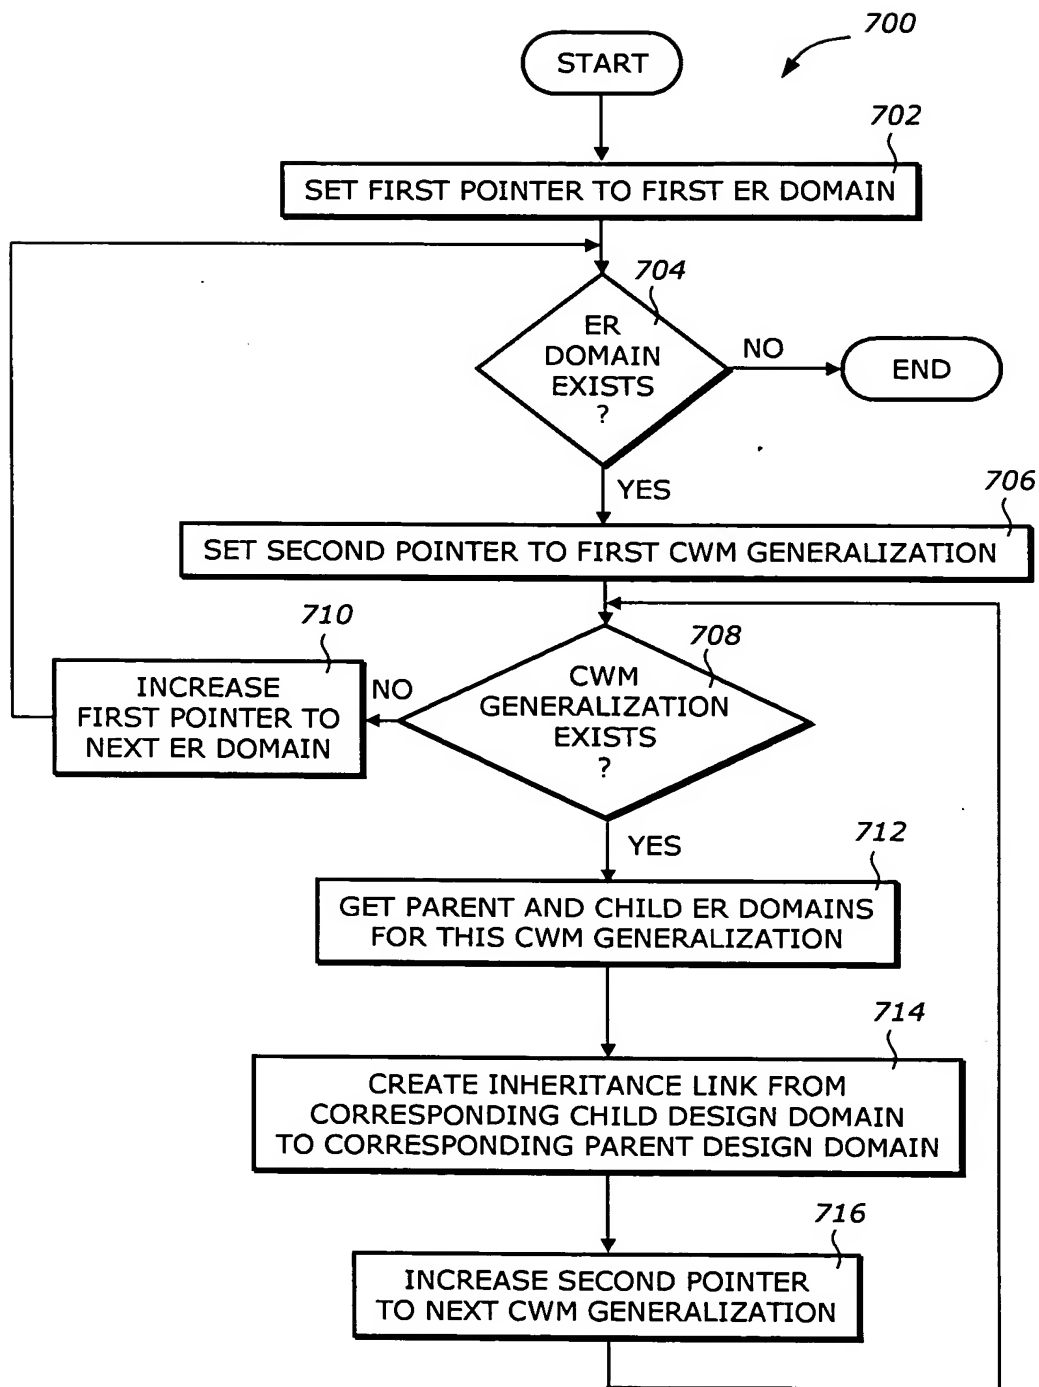 700
START
702
SET FIRST POINTER TO FIRST ER DOMAIN
704
ER
DOMAIN
EXISTS
?
NO
END
YES
706
SET SECOND POINTER TO FIRST CWM GENERALIZATION
710
INCREASE
FIRST POINTER TO
NEXT ER DOMAIN
NO
708
CWM
GENERALIZATION
EXISTS
?
YES
712
GET PARENT AND CHILD ER DOMAINS
FOR THIS CWM GENERALIZATION
714
CREATE INHERITANCE LINK FROM
CORRESPONDING CHILD DESIGN DOMAIN
TO CORRESPONDING PARENT DESIGN DOMAIN
716
INCREASE SECOND POINTER
TO NEXT CWM GENERALIZATION